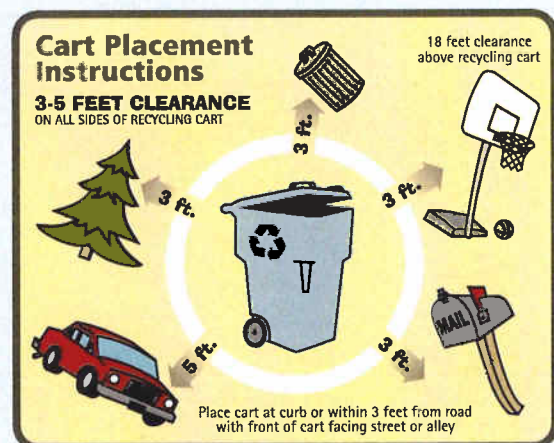 Cart Placement
Instructions
3-5 FEET CLEARANCE
ON ALL SIDES OF RECYCLING CART
18 feet clearance
above recycling cart
3 ft.
3 ft.
3 ft.
5 ft.
3 ft.
MAIL
Place cart at curb or within 3 feet from road
with front of cart facing street or alley